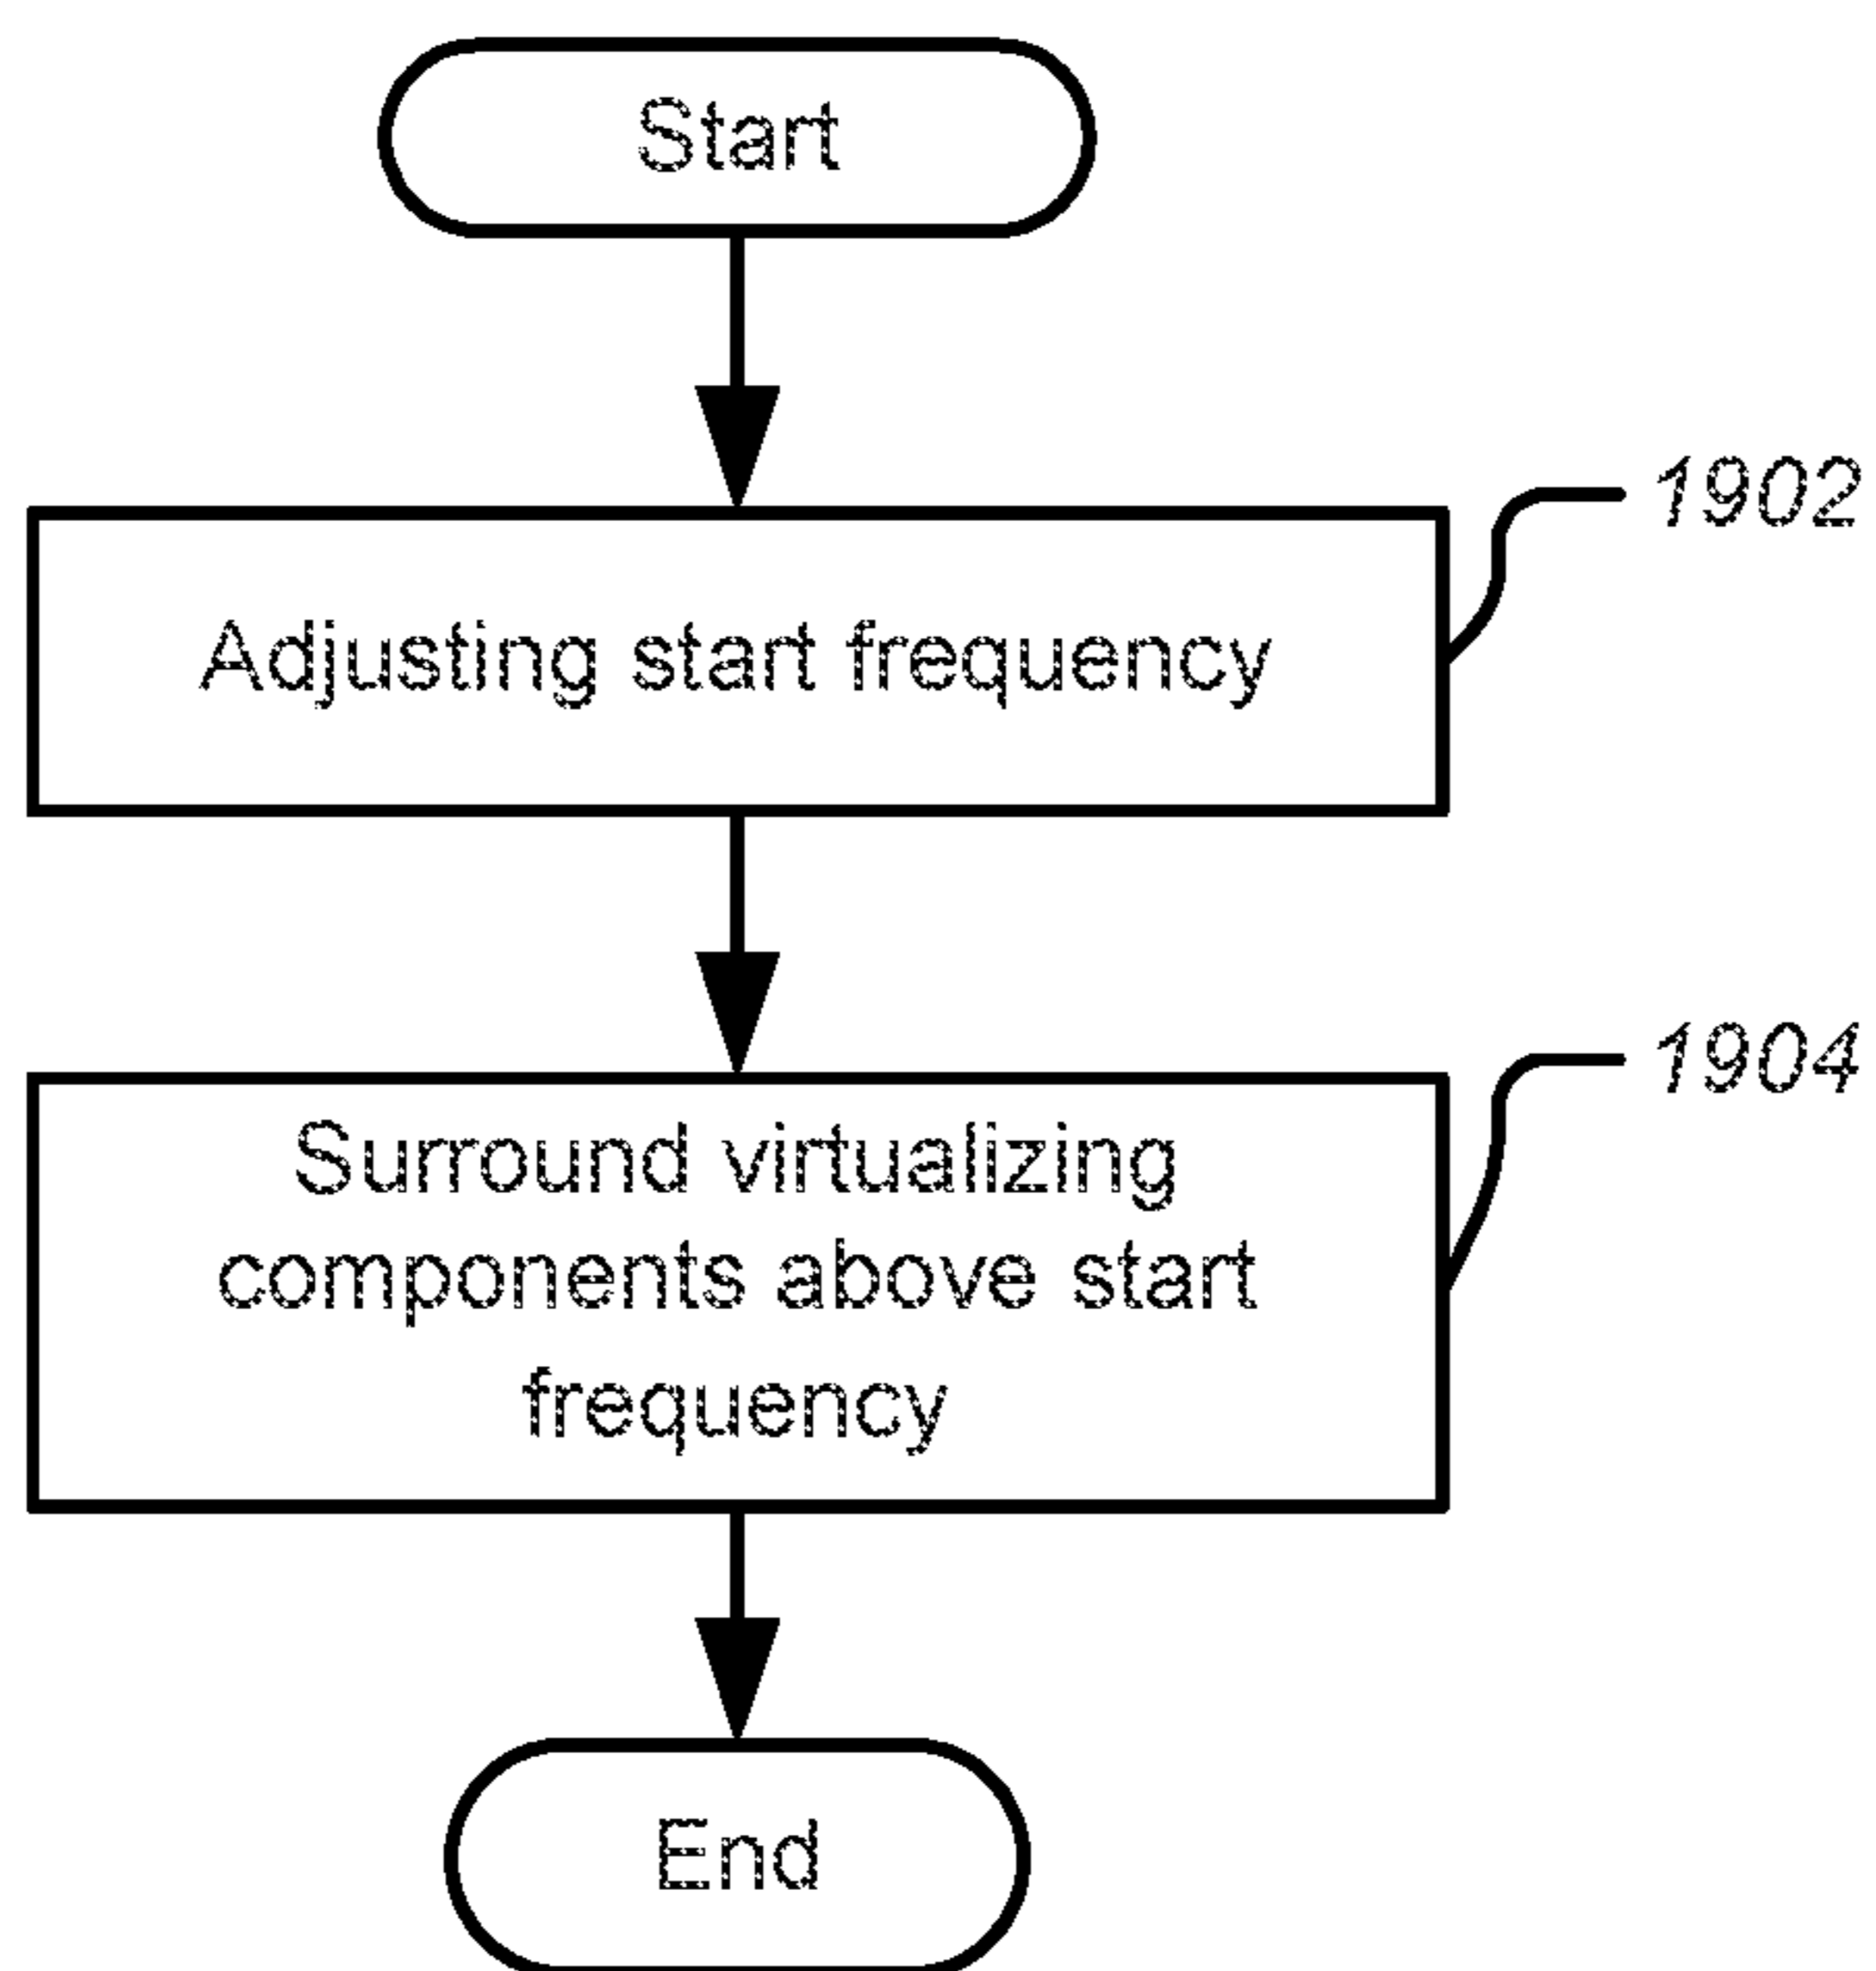 Start
1902
Adjusting start frequency
1904
Surround virtualizing
components above start
frequency
End